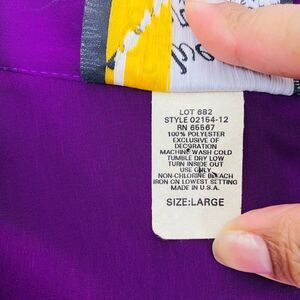 LOT 682
STYLE 02154-12
RN 65567
100% POLYESTER
EXCLUSIVE OF
DECORATION
MACHINE WASH COLD
TUMBLE DRY LOW
TURN INSIDE OUT
USE ONLY
NON-CHLORINE BLEACH
IRON ON LOWEST SETTING
MADE IN U.S.A.
SIZE:LARGE